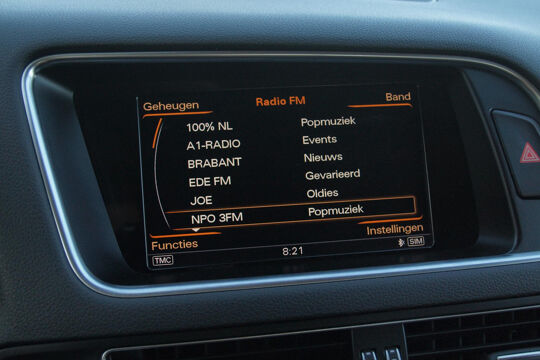 Geheugen Radio FM Band
100% NL Popmuziek
A1-RADIO Events
BRABANT Nieuws
EDE FM Gevarieerd
JOE Oldies
NPO 3FM Popmuziek
Functies Instellingen
TMC 8:21 SIM